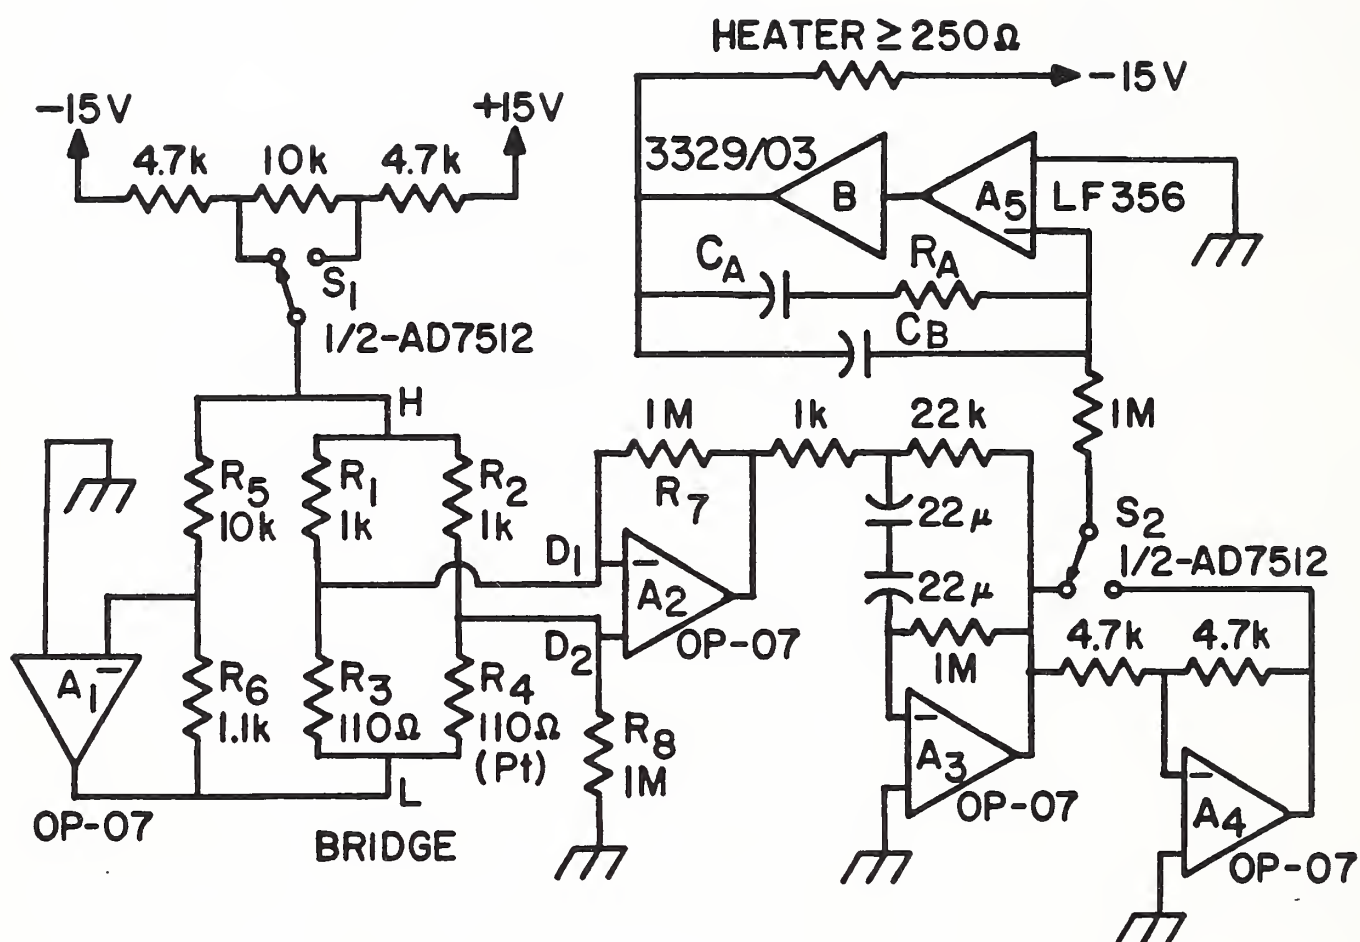 HEATER ≥ 250Ω
-15V
-15V
+15V
4.7k
10k
4.7k
3329/03
B
A5
LF356
CA
RA
S1
1/2-AD7512
CB
H
1M
1k
22k
1M
R5
10k
R1
1k
R2
1k
R7
D1
−
A2
OP-07
22μ
22μ
S2
1/2-AD7512
4.7k
4.7k
D2
1M
A1
−
R6
1.1k
R3
110Ω
R4
110Ω
(Pt)
R8
1M
−
A3
OP-07
−
A4
OP-07
L
OP-07
BRIDGE
−